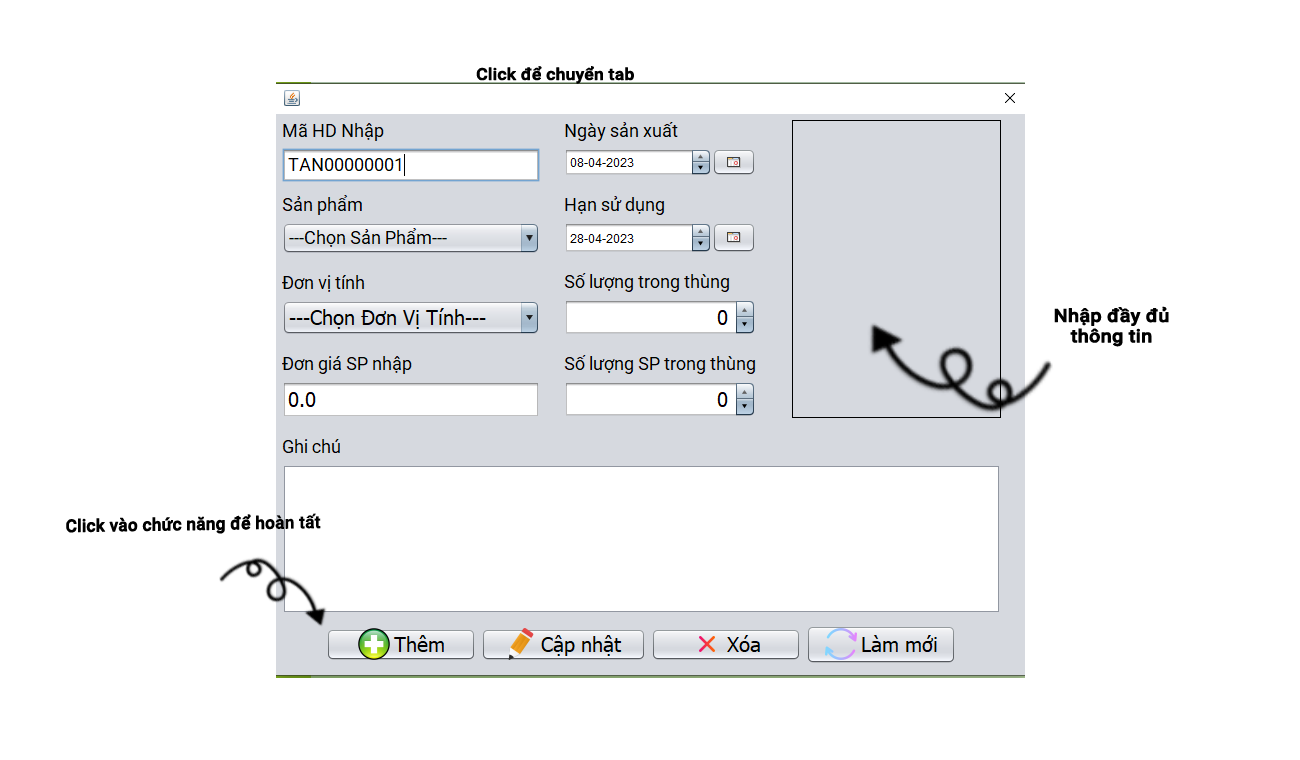 Click để chuyển tab
Mã HD Nhập
Ngày sản xuất
TAN00000001
08-04-2023
Sản phẩm
Hạn sử dụng
---Chọn Sản Phẩm---
28-04-2023
Đơn vị tính
Số lượng trong thùng
---Chọn Đơn Vị Tính---
0
Nhập đầy đủ
thông tin
Đơn giá SP nhập
Số lượng SP trong thùng
0.0
0
Ghi chú
Click vào chức năng để hoàn tất
Thêm
Cập nhật
Xóa
Làm mới